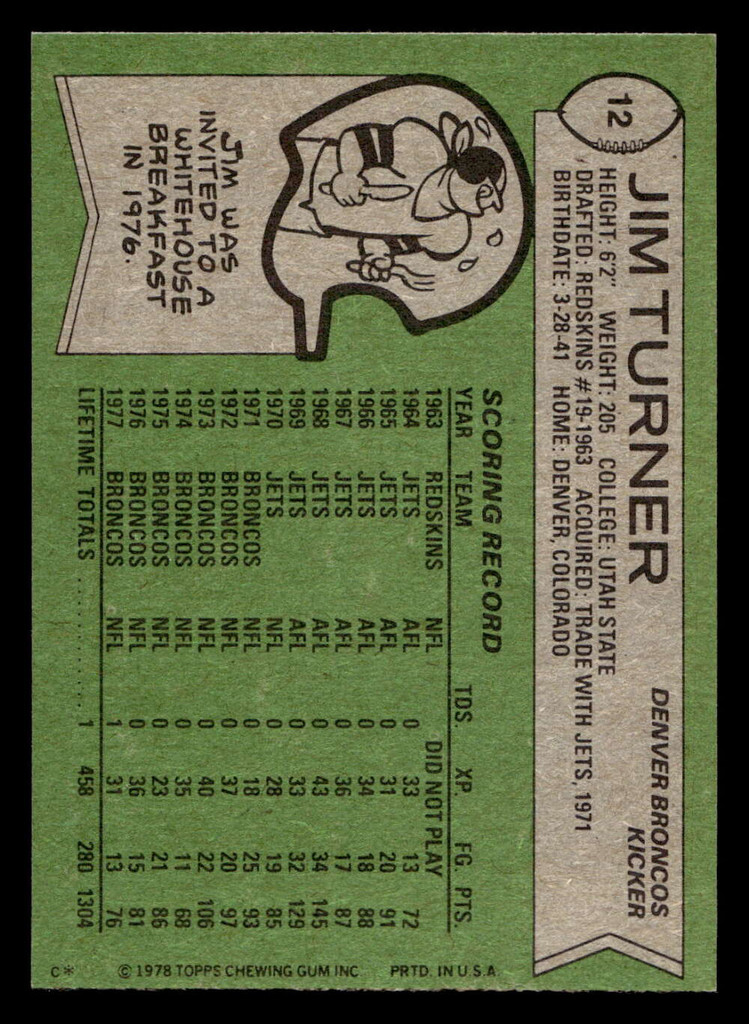 12
JIM TURNER
DENVER BRONCOS
KICKER
HEIGHT: 6'2" WEIGHT: 205 COLLEGE: UTAH STATE
DRAFTED: REDSKINS #19-1963 ACQUIRED: TRADE WITH JETS, 1971
BIRTHDATE: 3-28-41 HOME: DENVER, COLORADO
JIM WAS
INVITED TO A
WHITEHOUSE
BREAKFAST
IN 1976.
SCORING RECORD
YEAR TEAM TDS. XP. FG. PTS.
1963 REDSKINS NFL DID NOT PLAY
1964 JETS AFL 0 33 13 72
1965 JETS AFL 0 31 20 91
1966 JETS AFL 0 34 18 88
1967 JETS AFL 0 36 17 87
1968 JETS AFL 0 43 34 145
1969 JETS AFL 0 33 32 129
1970 JETS NFL 0 28 19 85
1971 BRONCOS NFL 0 18 25 93
1972 BRONCOS NFL 0 37 20 97
1973 BRONCOS NFL 0 40 22 106
1974 BRONCOS NFL 0 35 11 68
1975 BRONCOS NFL 0 23 21 86
1976 BRONCOS NFL 0 36 15 81
1977 BRONCOS NFL 1 31 13 76
LIFETIME TOTALS .......... 1 458 280 1304
C* © 1978 TOPPS CHEWING GUM INC PRTD. IN U.S.A.